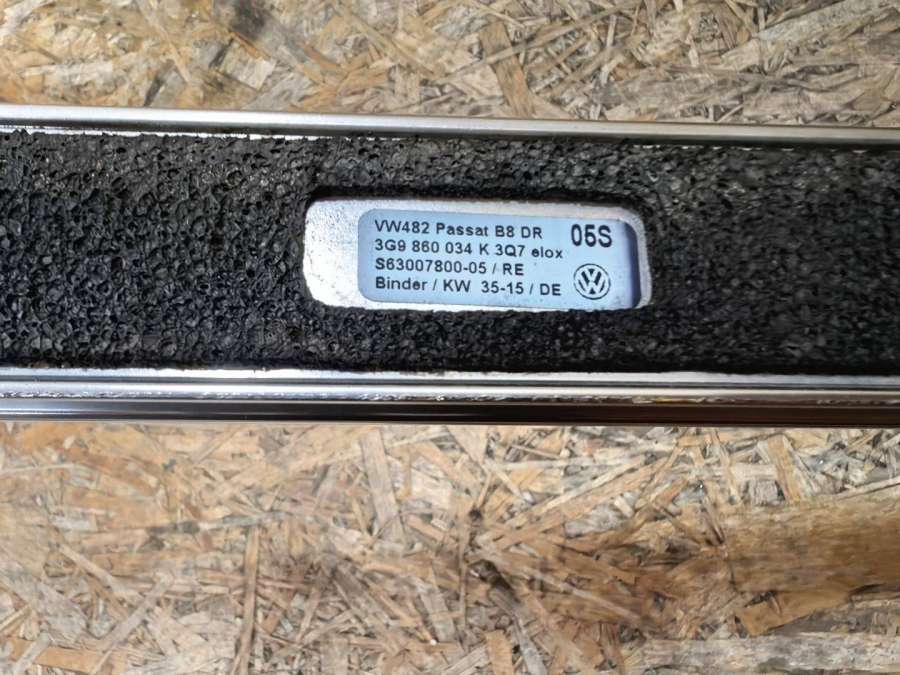 VW482 Passat B8 DR 05S
3G9 860 034 K 3Q7 elox
S63007800-05 / RE
Binder / KW 35-15 / DE